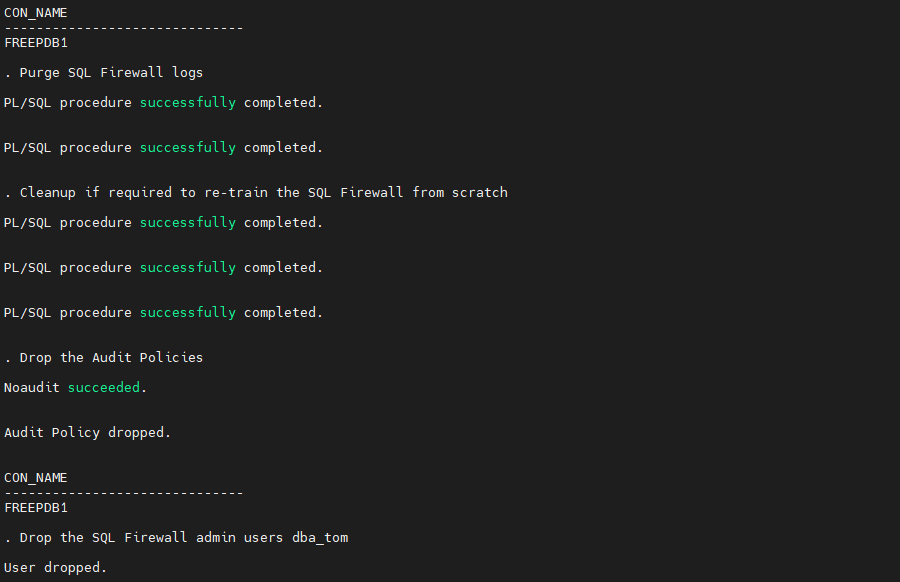 CON_NAME
------------------------------
FREEPDB1
. Purge SQL Firewall logs
PL/SQL procedure successfully completed.
PL/SQL procedure successfully completed.
. Cleanup if required to re-train the SQL Firewall from scratch
PL/SQL procedure successfully completed.
PL/SQL procedure successfully completed.
PL/SQL procedure successfully completed.
. Drop the Audit Policies
Noaudit succeeded.
Audit Policy dropped.
CON_NAME
------------------------------
FREEPDB1
. Drop the SQL Firewall admin users dba_tom
User dropped.